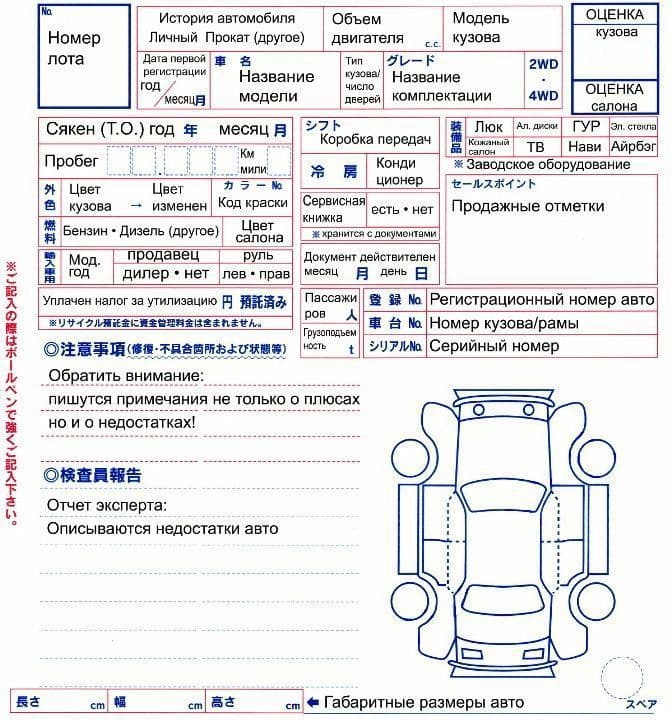 No.
Номер
лота
История автомобиля
Личный Прокат (другое)
Объем
двигателя
c.c.
Модель
кузова
ОЦЕНКА
кузова
ОЦЕНКА
салона
Дата первой
регистрации
год
месяц月
車 名
Название
модели
Тип
кузова/
число
дверей
グレード
Название
комплектации
2WD
・
4WD
Сякен (Т.О.) год 年 месяц 月
Пробег
Км
мили
外色
Цвет
кузова
→
Цвет
изменен
カラー No.
Код краски
燃料
Бензин • Дизель (другое)
Цвет
салона
輸入車用
Мод.
год
продавец
дилер • нет
руль
лев • прав
Уплачен налог за утилизацию 円 預託済み
※リサイクル預託金に資金管理料金は含まれません。
シフト
Коробка передач
冷 房
Конди
ционер
Сервисная
книжка
есть • нет
※ хранится с документами
Документ действителен
месяц 月 день 日
Пассажи
ров 人
Грузоподъем
ность t
装備品
Люк
Ал. диски
ГУР
Эл. стекла
Кожаный
салон
ТВ
Нави
Айрбэг
※ Заводское оборудование
セールスポイント
Продажные отметки
登 録 No. Регистрационный номер авто
車 台 No. Номер кузова/рамы
シリアルNo. Серийный номер
◎注意事項(修復・不具合箇所および状態等)
Обратить внимание:
пишутся примечания не только о плюсах
но и о недостатках!
◎検査員報告
Отчет эксперта:
Описываются недостатки авто
※ご記入の際はボールペンで強くご記入下さい。
長さ cm 幅 cm 高さ cm
← Габаритные размеры авто
スペア